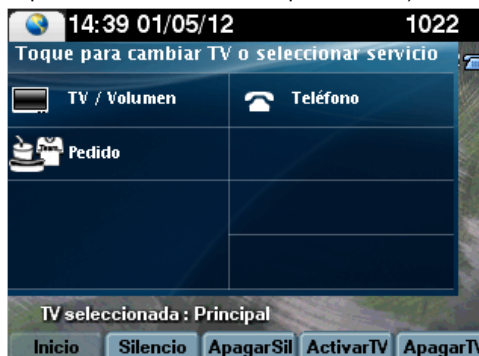 14:39 01/05/12 1022
Toque para cambiar TV o seleccionar servicio
TV / Volumen Teléfono
Pedido
TV seleccionada : Principal
Inicio Silencio ApagarSil ActivarTV ApagarTV